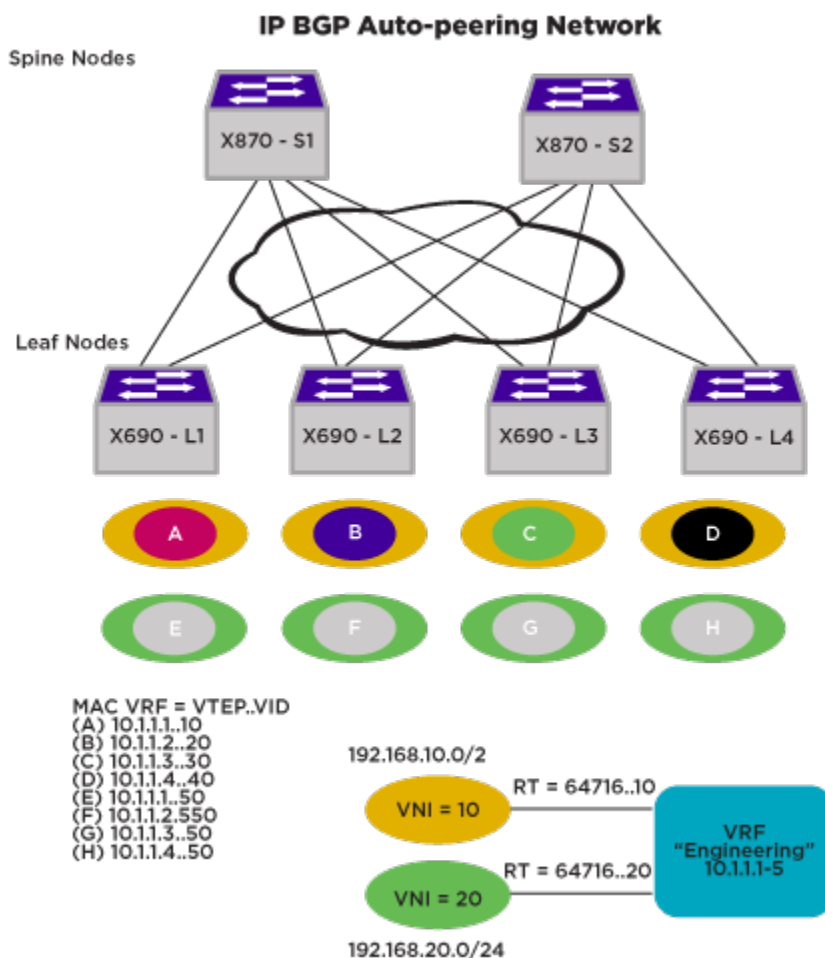 IP BGP Auto-peering Network
Spine Nodes
X870 - S1
X870 - S2
Leaf Nodes
X690 - L1
X690 - L2
X690 - L3
X690 - L4
A
B
C
D
E
F
G
H
MAC VRF = VTEP..VID
(A) 10.1.1.1..10
(B) 10.1.1.2..20
(C) 10.1.1.3..30
(D) 10.1.1.4..40
(E) 10.1.1.1..50
(F) 10.1.1.2.550
(G) 10.1.1.3..50
(H) 10.1.1.4..50
192.168.10.0/2
VNI = 10
RT = 64716..10
VRF
“Engineering”
10.1.1.1-5
RT = 64716..20
VNI = 20
192.168.20.0/24